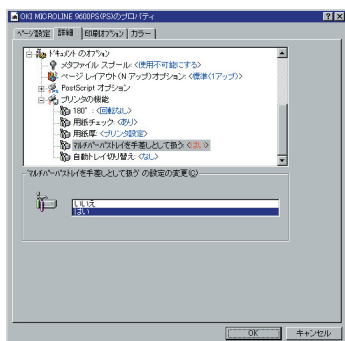 OKI MICROLINE 9600PS(PS)のプロパティ
ページ設定 詳細 印刷オプション カラー
ドキュメントのオプション
メタファイル スプール: <使用不可能にする>
ページ レイアウト(N アップ)オプション: <標準(1アップ)>
PostScript オプション
プリンタの機能
180°: <回転なし>
用紙チェック: <あり>
用紙厚: <プリンタ設定>
マルチパーパストレイを手差しとして扱う: <はい>
自動トレイ切り替え: <なし>
'マルチパーパストレイを手差しとして扱う' の設定の変更(C)
いいえ
はい
OK キャンセル